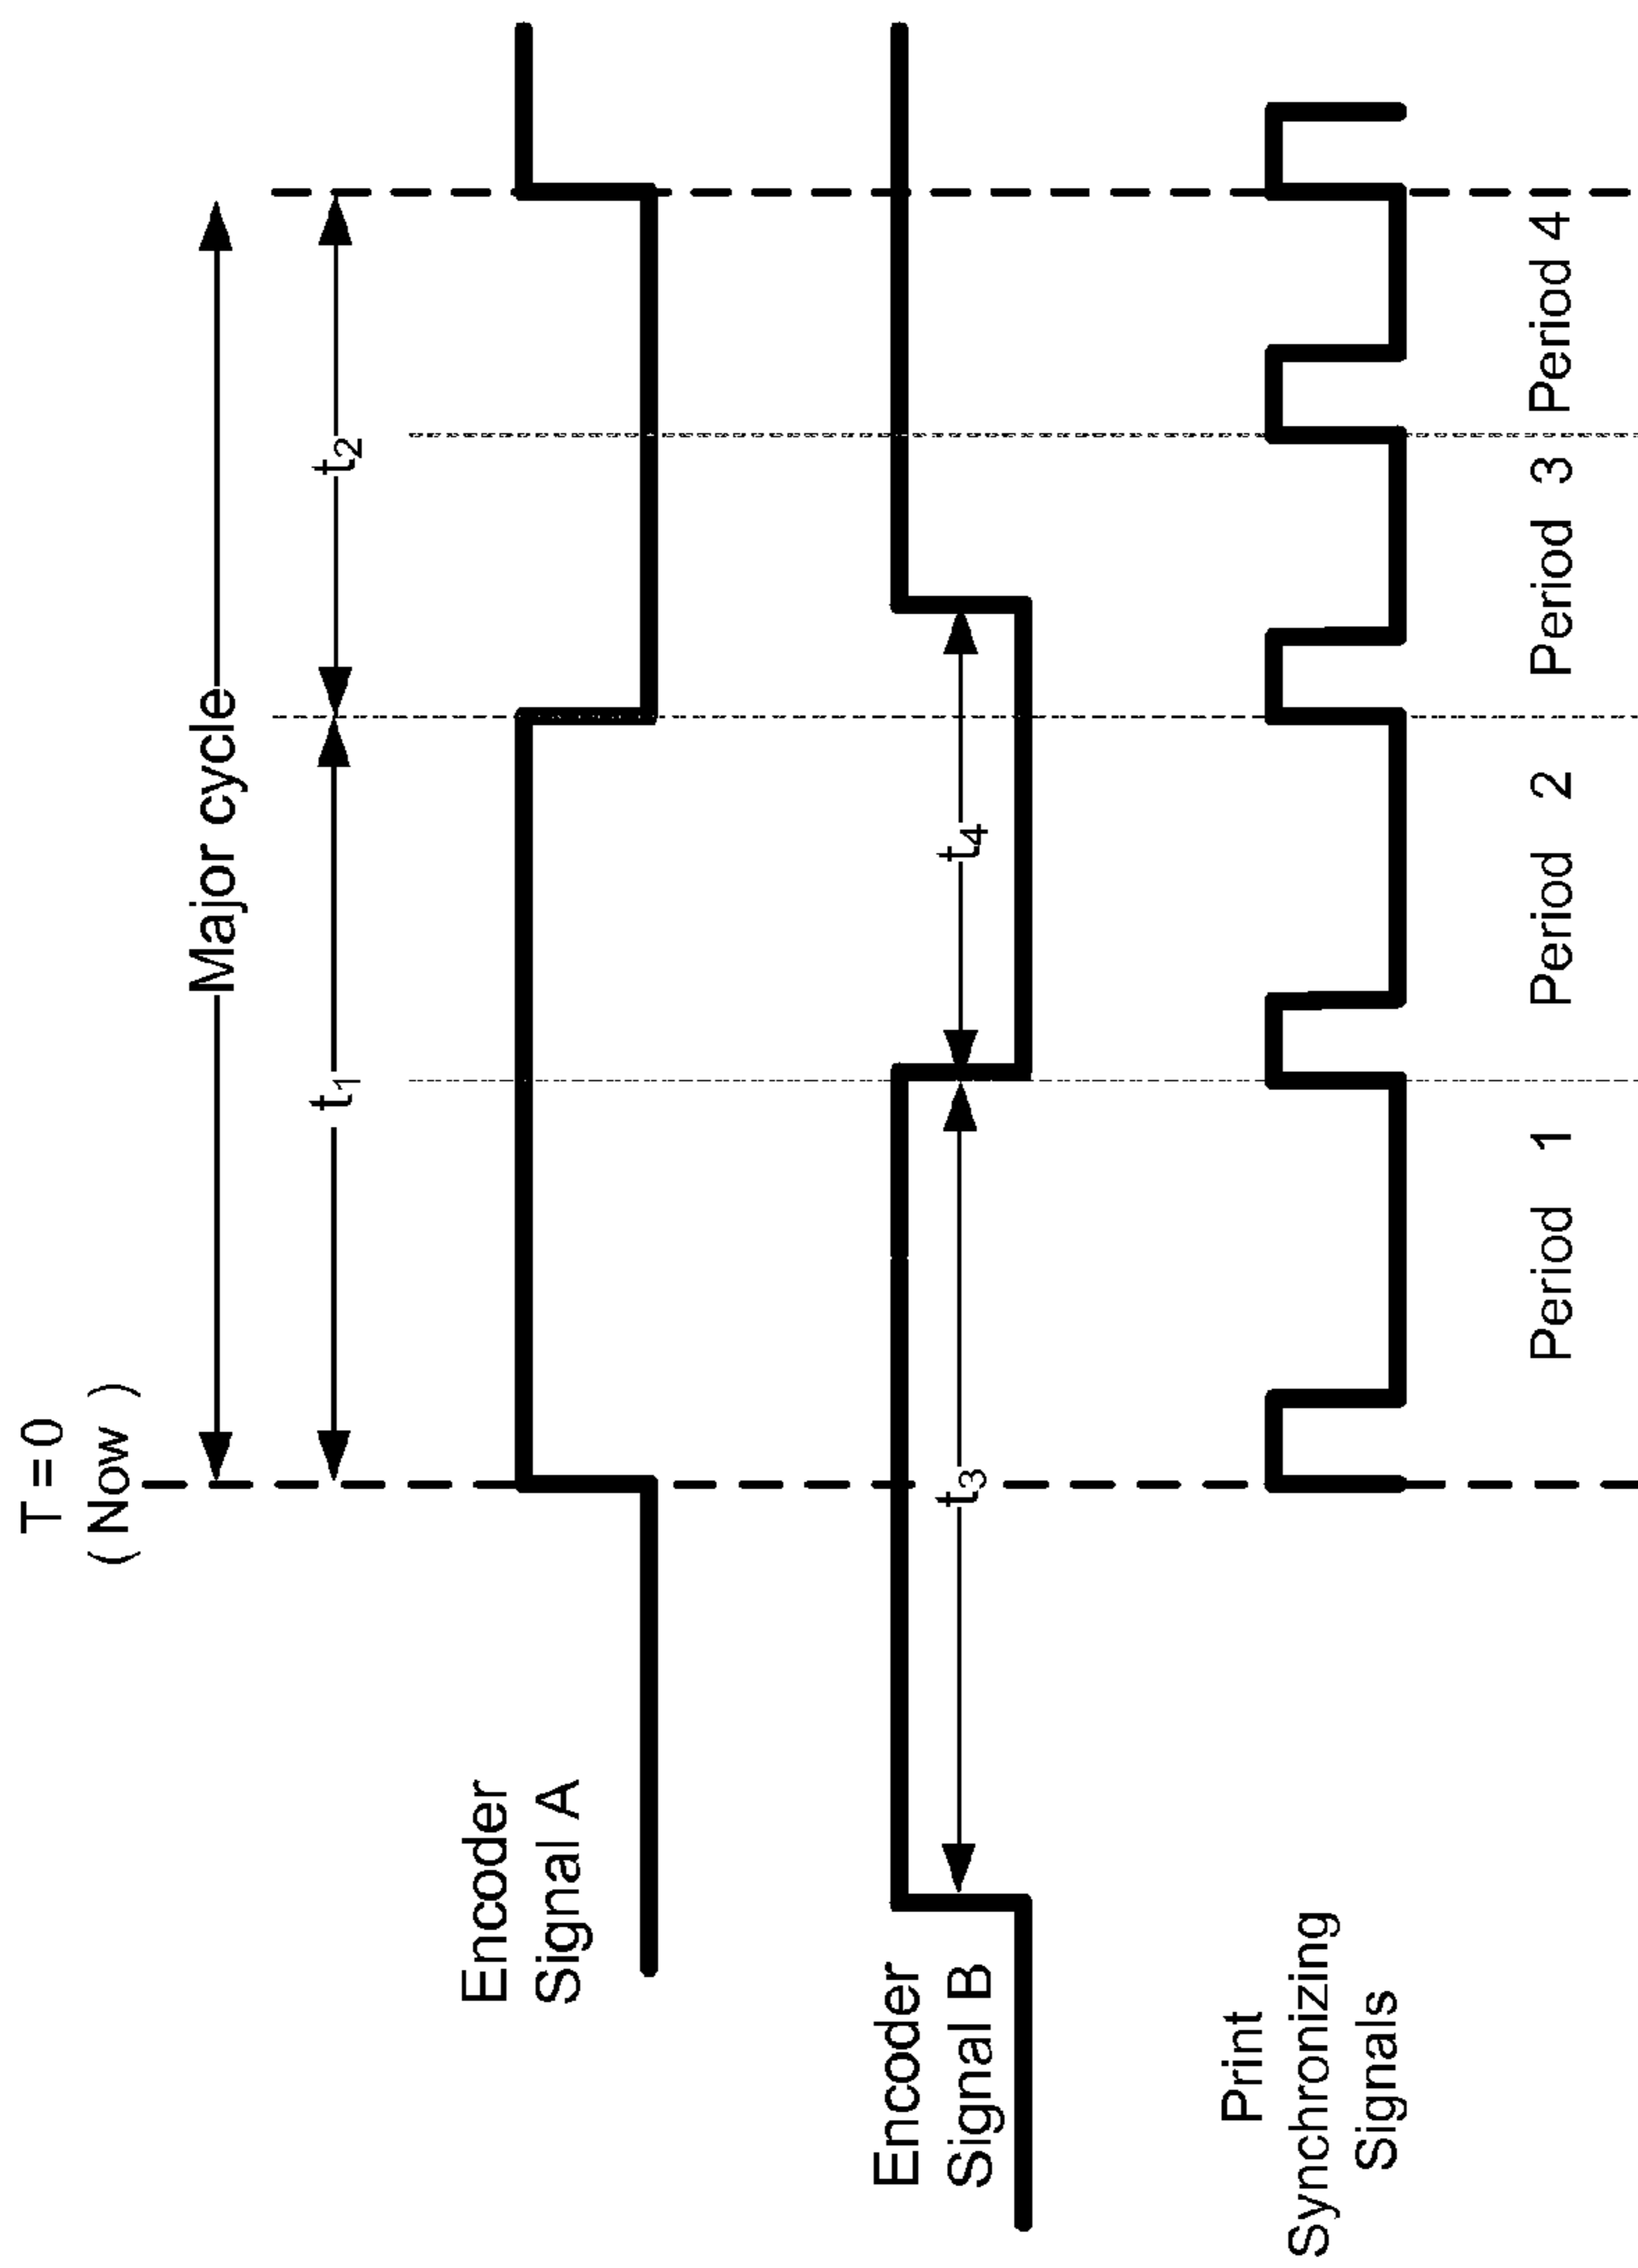 T = 0
( Now )
Major cycle
t1
t2
Encoder
Signal A
Encoder
Signal B
t3
t4
Print
Synchronizing
Signals
Period 1
Period 2
Period 3
Period 4